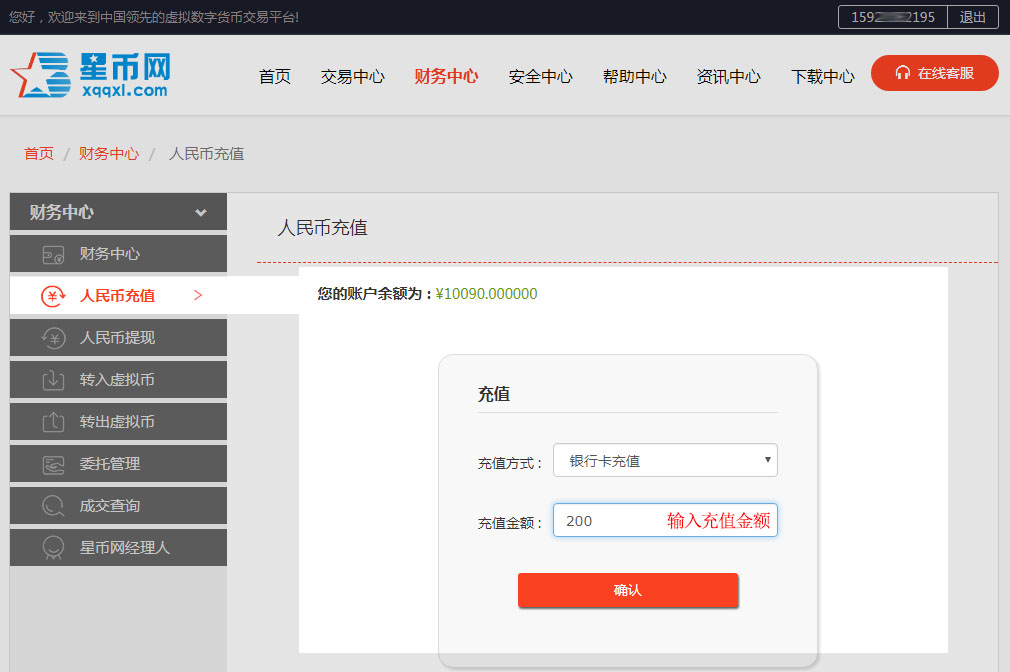 您好，欢迎来到中国领先的虚拟数字货币交易平台!
2195 退出
星币网
xqqxl.com
首页 交易中心 财务中心 安全中心 帮助中心 资讯中心 下载中心 在线客服
首页 / 财务中心 / 人民币充值
财务中心
财务中心
人民币充值
人民币提现
转入虚拟币
转出虚拟币
委托管理
成交查询
星币网经理人
人民币充值
您的账户余额为：¥10090.000000
充值
充值方式： 银行卡充值
充值金额： 200 输入充值金额
确认